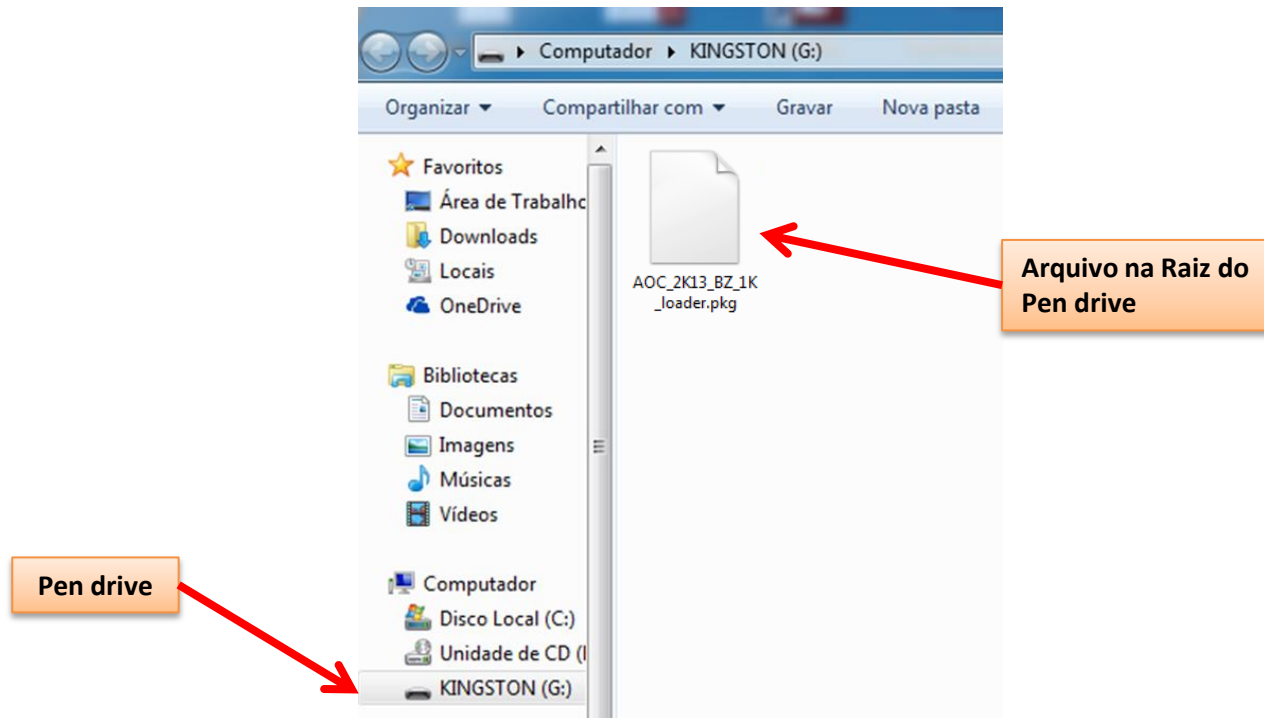 Computador KINGSTON (G:)
Organizar Compartilhar com Gravar Nova pasta
Favoritos
Área de Trabalho
Downloads
Locais
OneDrive
AOC_2K13_BZ_1K
_loader.pkg
Arquivo na Raiz do
Pen drive
Bibliotecas
Documentos
Imagens
Músicas
Vídeos
Pen drive
Computador
Disco Local (C:)
Unidade de CD (
KINGSTON (G:)